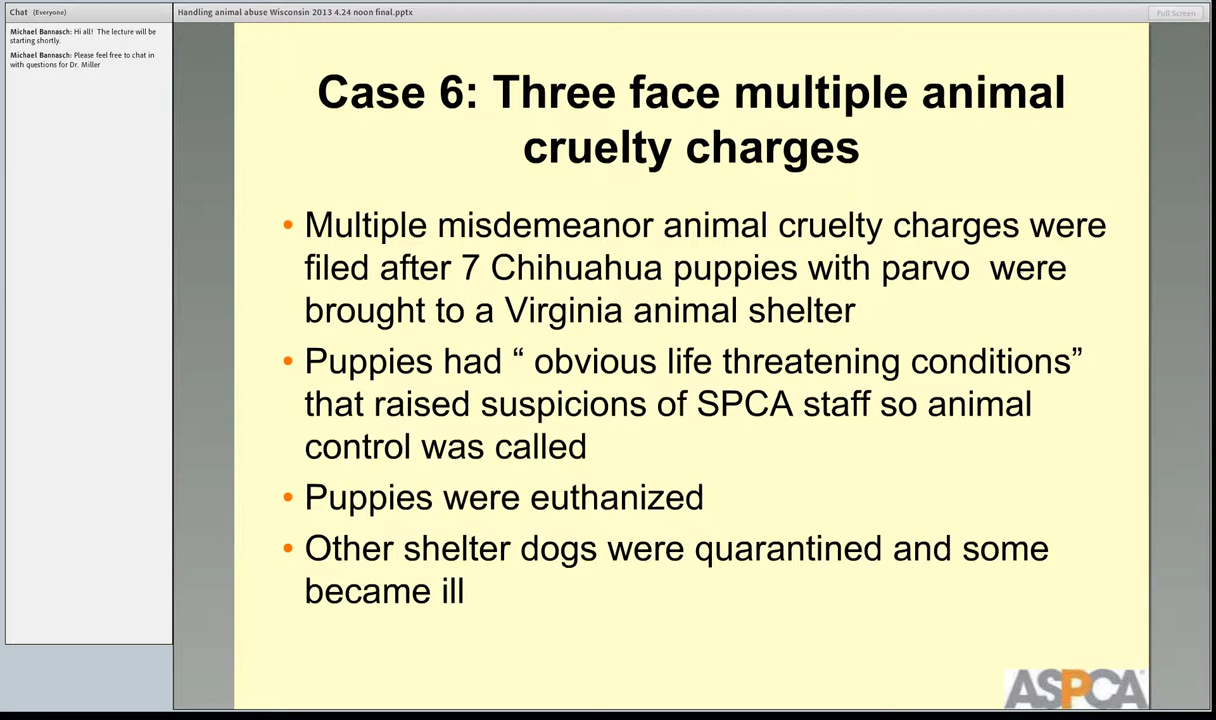 Chat (Everyone)
Michael Bannasch: Hi all! The lecture will be
starting shortly.
Michael Bannasch: Please feel free to chat in
with questions for Dr. Miller
Handling animal abuse Wisconsin 2013 4.24 noon final.pptx
Full Screen
Case 6: Three face multiple animal
cruelty charges
• Multiple misdemeanor animal cruelty charges were
filed after 7 Chihuahua puppies with parvo  were
brought to a Virginia animal shelter
• Puppies had “ obvious life threatening conditions”
that raised suspicions of SPCA staff so animal
control was called
• Puppies were euthanized
• Other shelter dogs were quarantined and some
became ill
ASPCA